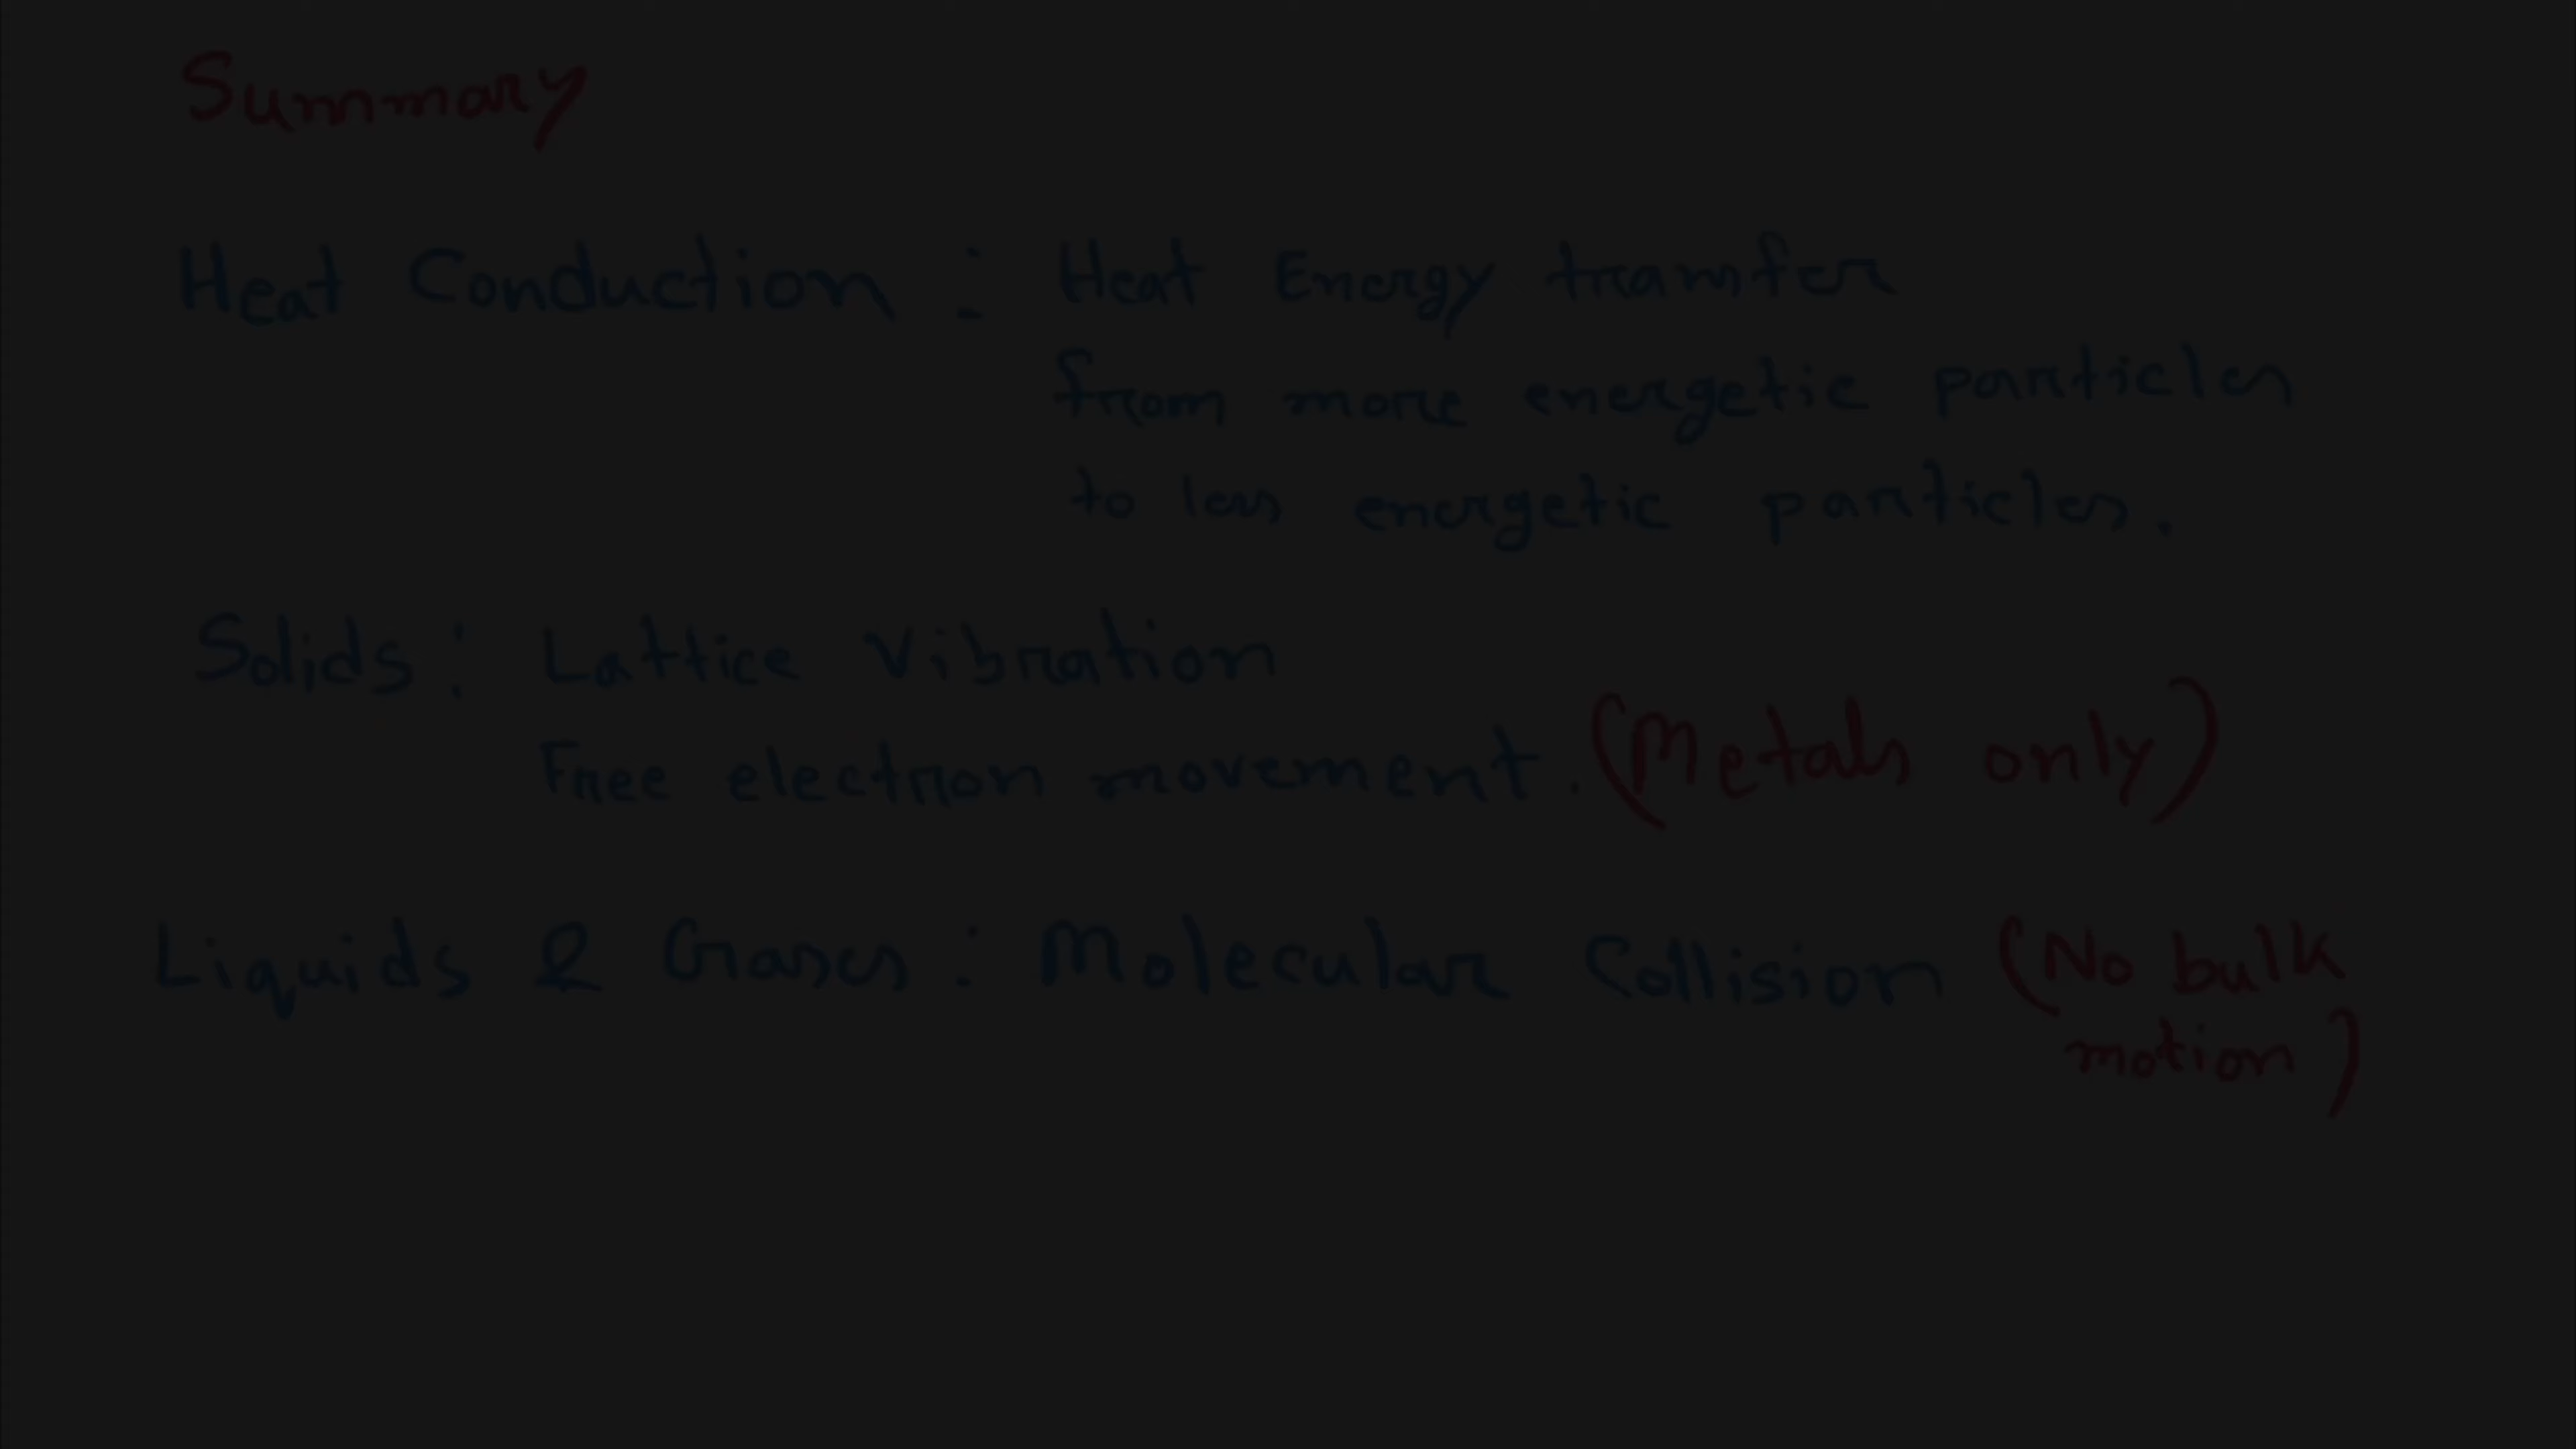 Summary
Heat Conduction : Heat Energy transfer
from more energetic particles
to less energetic particles.
Solids : Lattice Vibration
Free electron movement. (Metals only)
Liquids & Gases : Molecular Collision (No bulk
motion)